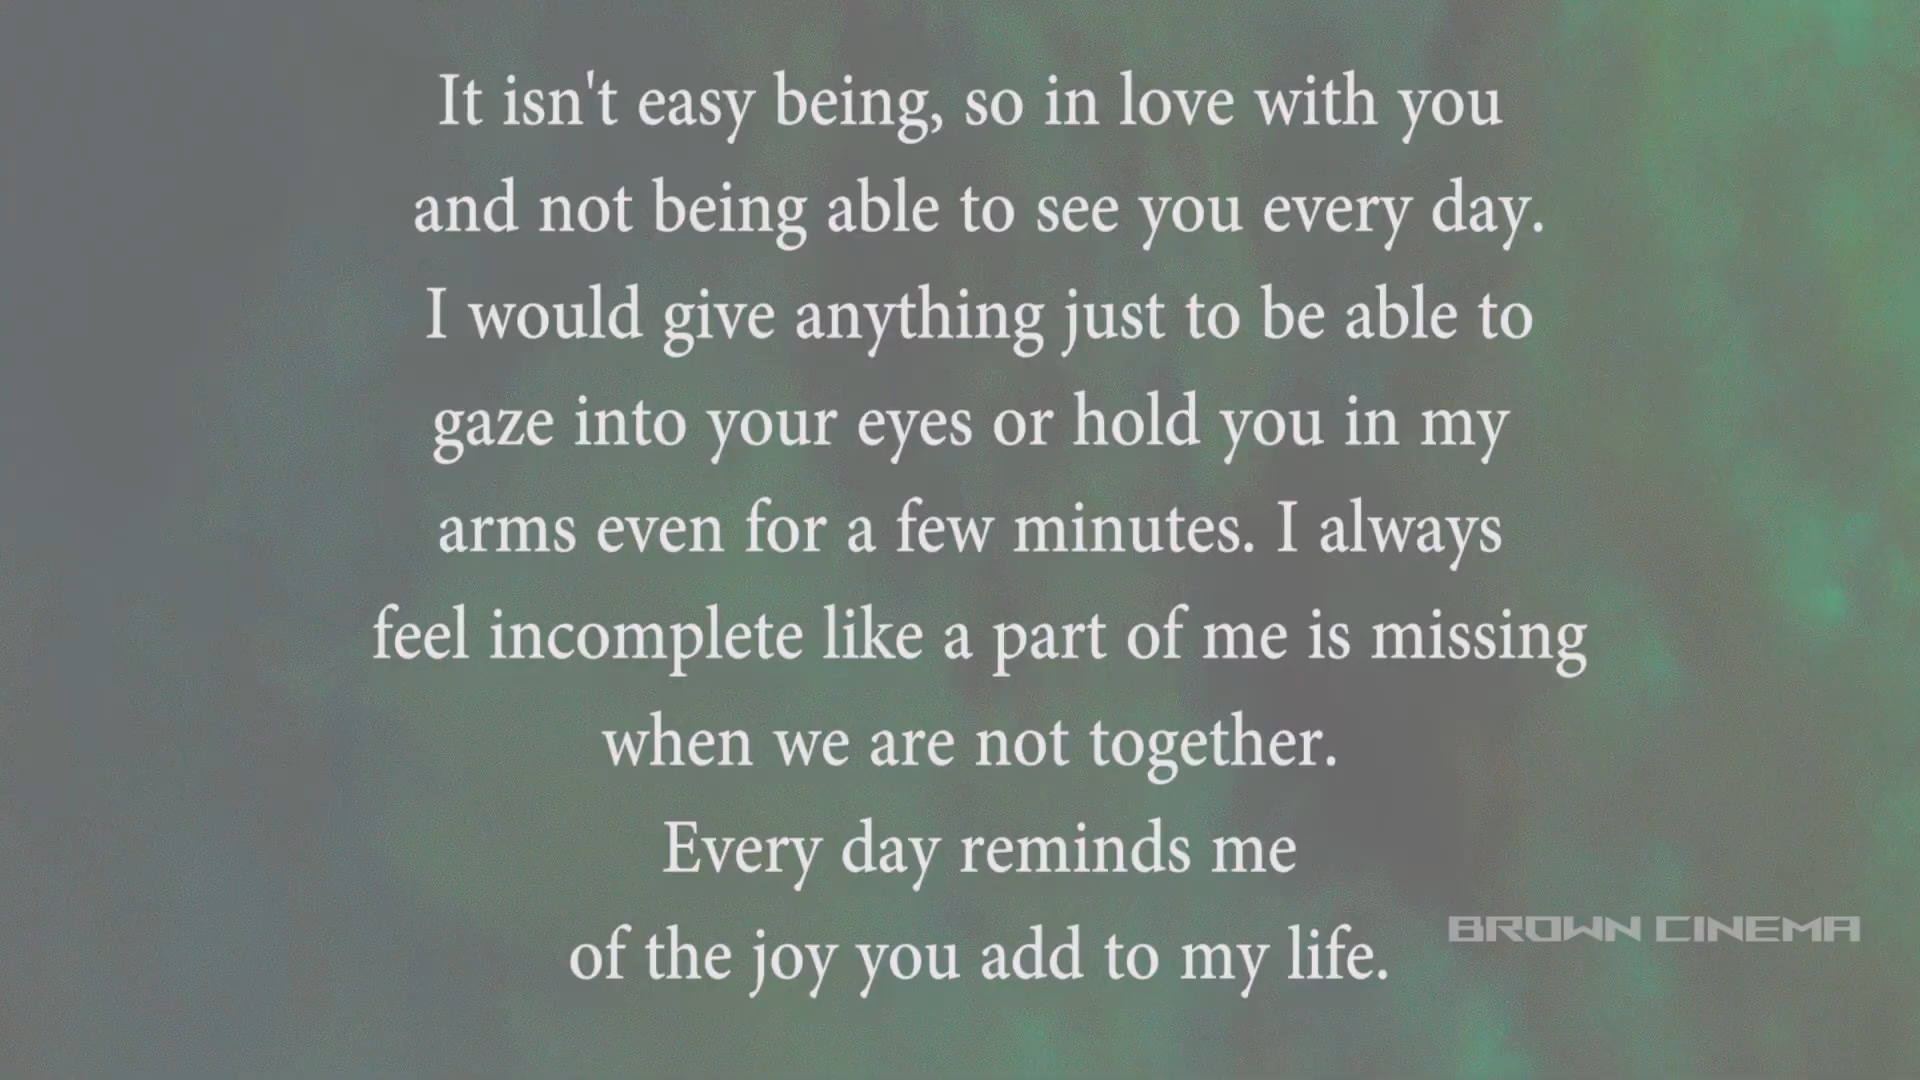 It isn't easy being, so in love with you
and not being able to see you every day.
I would give anything just to be able to
gaze into your eyes or hold you in my
arms even for a few minutes. I always
feel incomplete like a part of me is missing
when we are not together.
Every day reminds me
of the joy you add to my life.
BROWN CINEMA